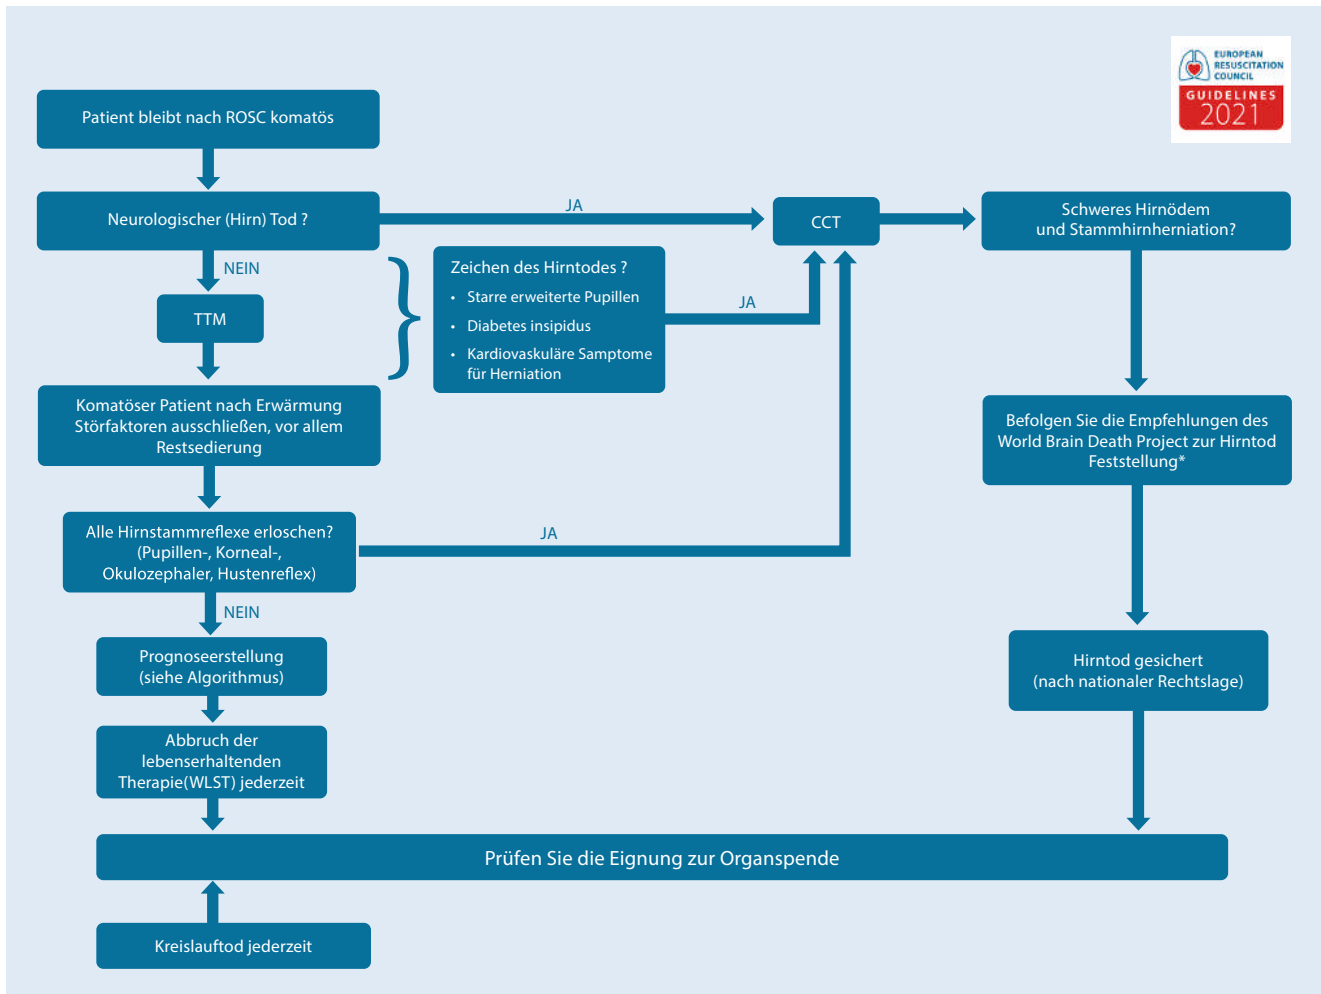 EUROPEAN
RESUSCITATION
COUNCIL
GUIDELINES
2021
Patient bleibt nach ROSC komatös
Neurologischer (Hirn) Tod ?
JA
CCT
Schweres Hirnödem
und Stammhirnherniation?
NEIN
TTM
Zeichen des Hirntodes ?
• Starre erweiterte Pupillen
• Diabetes insipidus
• Kardiovaskuläre Samptome
für Herniation
JA
Komatöser Patient nach Erwärmung
Störfaktoren ausschließen, vor allem
Restsedierung
Befolgen Sie die Empfehlungen des
World Brain Death Project zur Hirntod
Feststellung*
Alle Hirnstammreflexe erloschen?
(Pupillen-, Korneal-,
Okulozephaler, Hustenreflex)
JA
NEIN
Prognoseerstellung
(siehe Algorithmus)
Hirntod gesichert
(nach nationaler Rechtslage)
Abbruch der
lebenserhaltenden
Therapie(WLST) jederzeit
Prüfen Sie die Eignung zur Organspende
Kreislauftod jederzeit